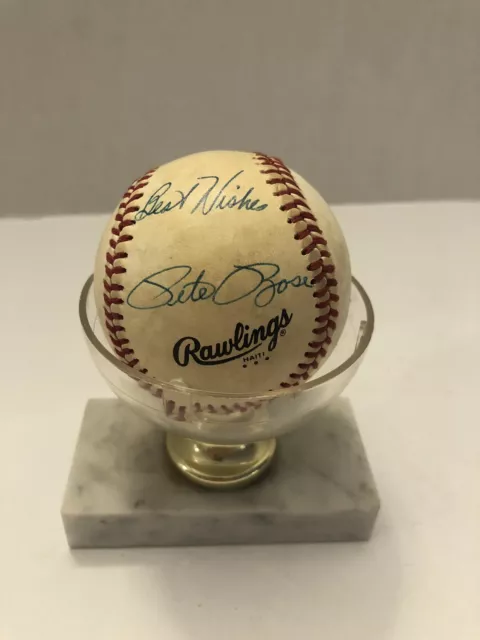 Best Wishes
Pete Rose
Rawlings®
HAITI